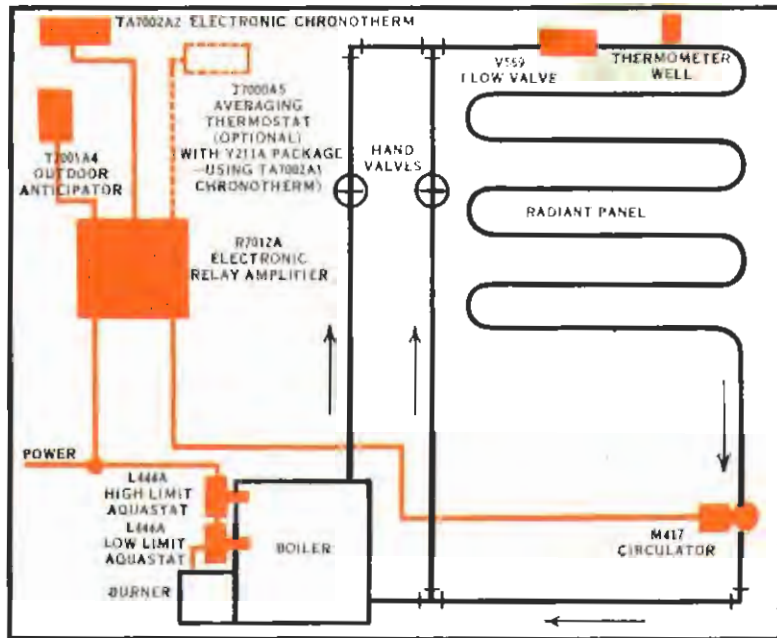 TA7002A2 ELECTRONIC CHRONOTHERM
V559
FLOW VALVE
THERMOMETER
WELL
T7000A5
AVERAGING
THERMOSTAT
(OPTIONAL)
WITH Y211A PACKAGE
-USING TA7002A1
CHRONOTHERM)
T7001A4
OUTDOOR
ANTICIPATOR
HAND
VALVES
RADIANT PANEL
R7012A
ELECTRONIC
RELAY AMPLIFIER
POWER
L444A
HIGH LIMIT
AQUASTAT
L444A
LOW LIMIT
AQUASTAT
BOILER
BURNER
M417
CIRCULATOR